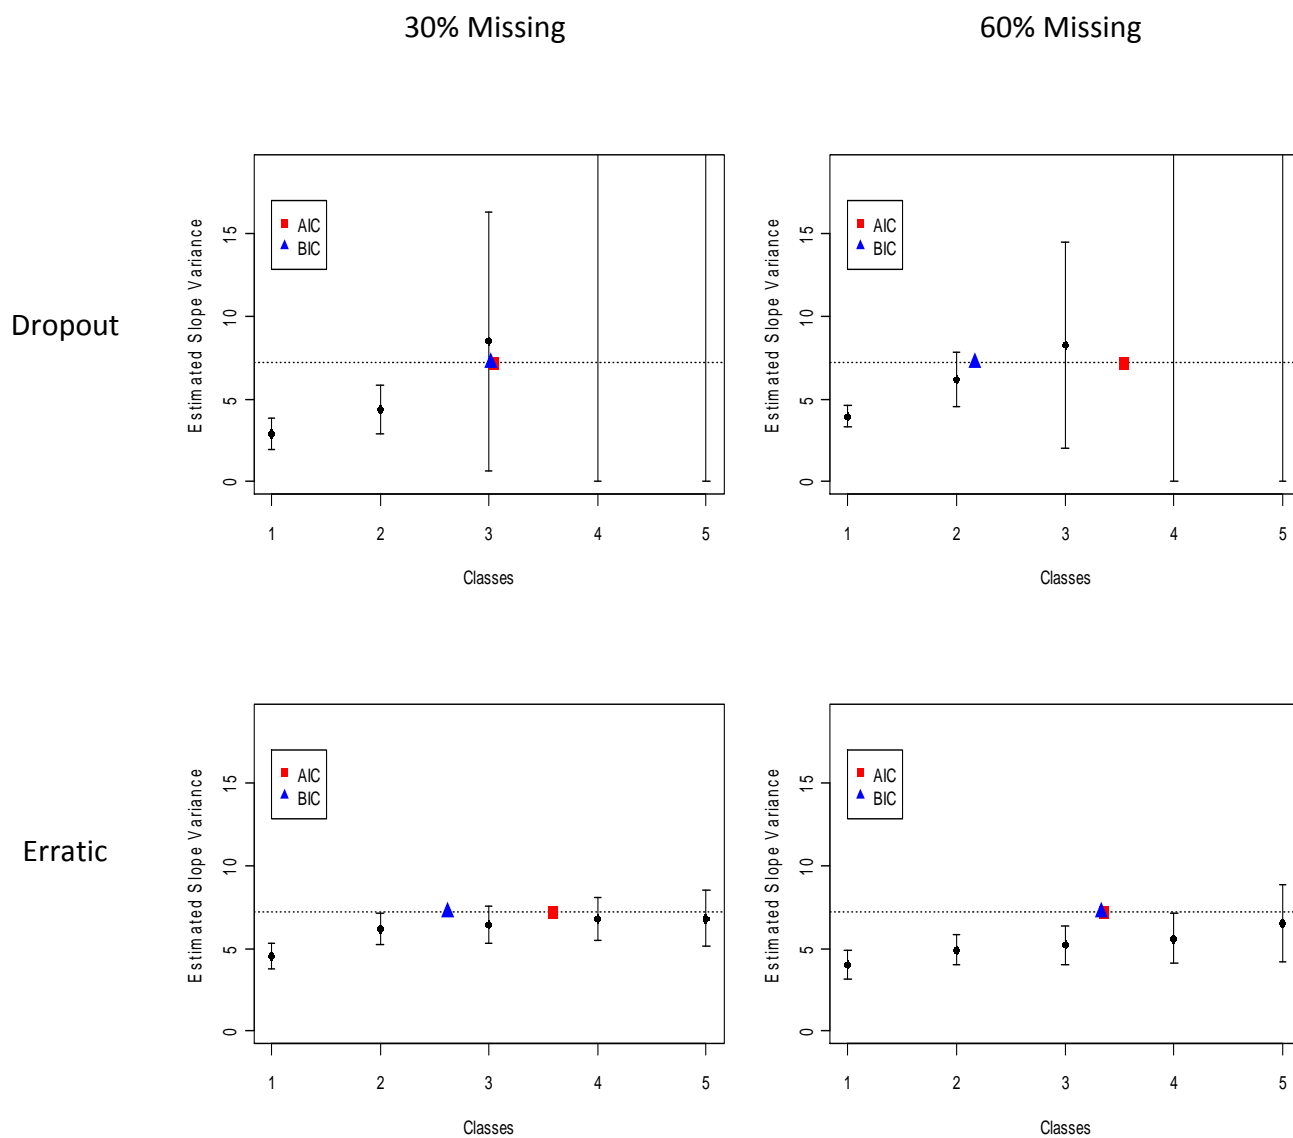 30% Missing
60% Missing
Dropout
Estimated Slope Variance
15
10
5
0
AIC
BIC
1 2 3 4 5
Classes
Estimated Slope Variance
15
10
5
0
AIC
BIC
1 2 3 4 5
Classes
Erratic
Estimated Slope Variance
15
10
5
0
AIC
BIC
1 2 3 4 5
Classes
Estimated Slope Variance
15
10
5
0
AIC
BIC
1 2 3 4 5
Classes